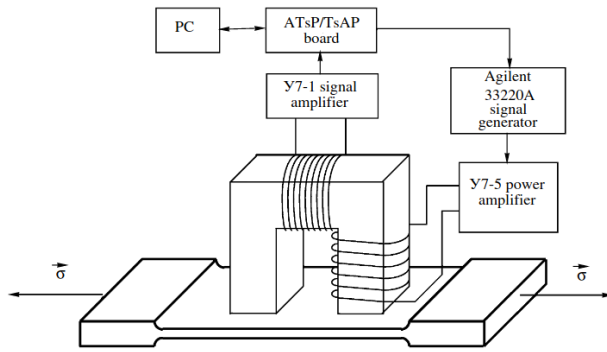 PC
ATsP/TsAP
board
У7-1 signal
amplifier
Agilent
33220A
signal
generator
У7-5 power
amplifier
σ
σ